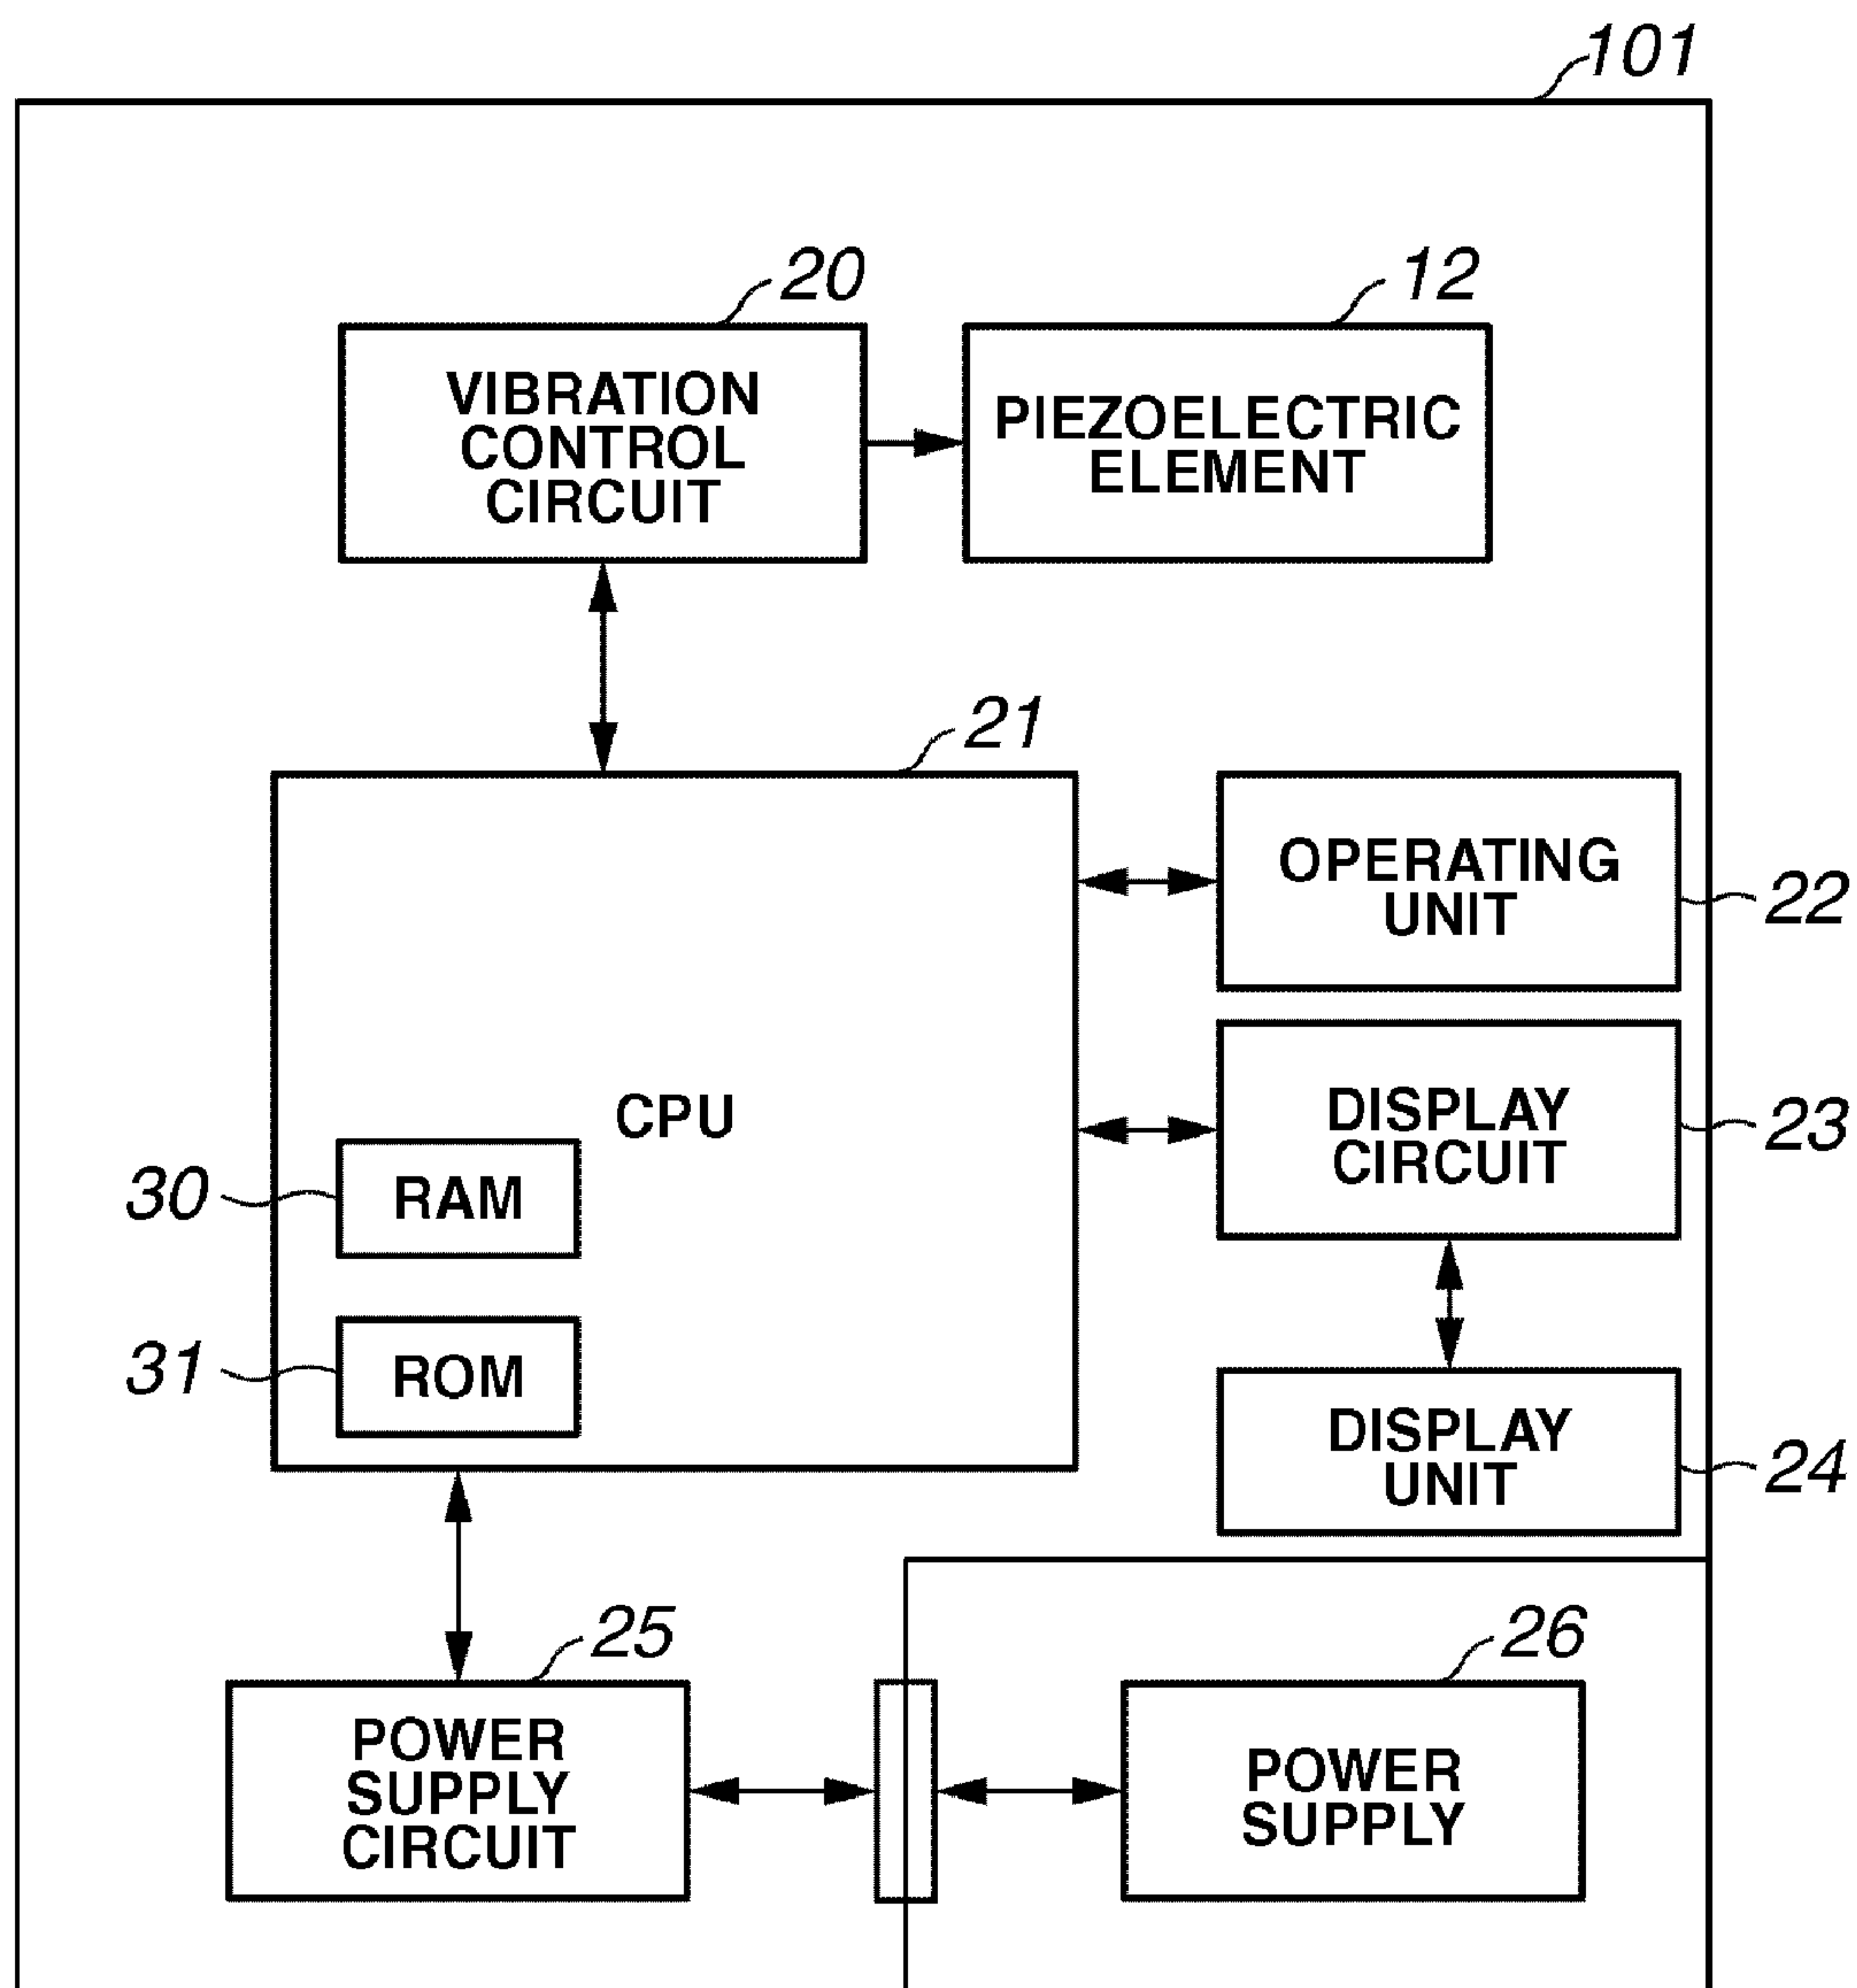 101
20
12
VIBRATION
CONTROL
CIRCUIT
PIEZOELECTRIC
ELEMENT
21
OPERATING
UNIT
22
CPU
DISPLAY
CIRCUIT
23
30
RAM
31
ROM
DISPLAY
UNIT
24
25
26
POWER
SUPPLY
CIRCUIT
POWER
SUPPLY